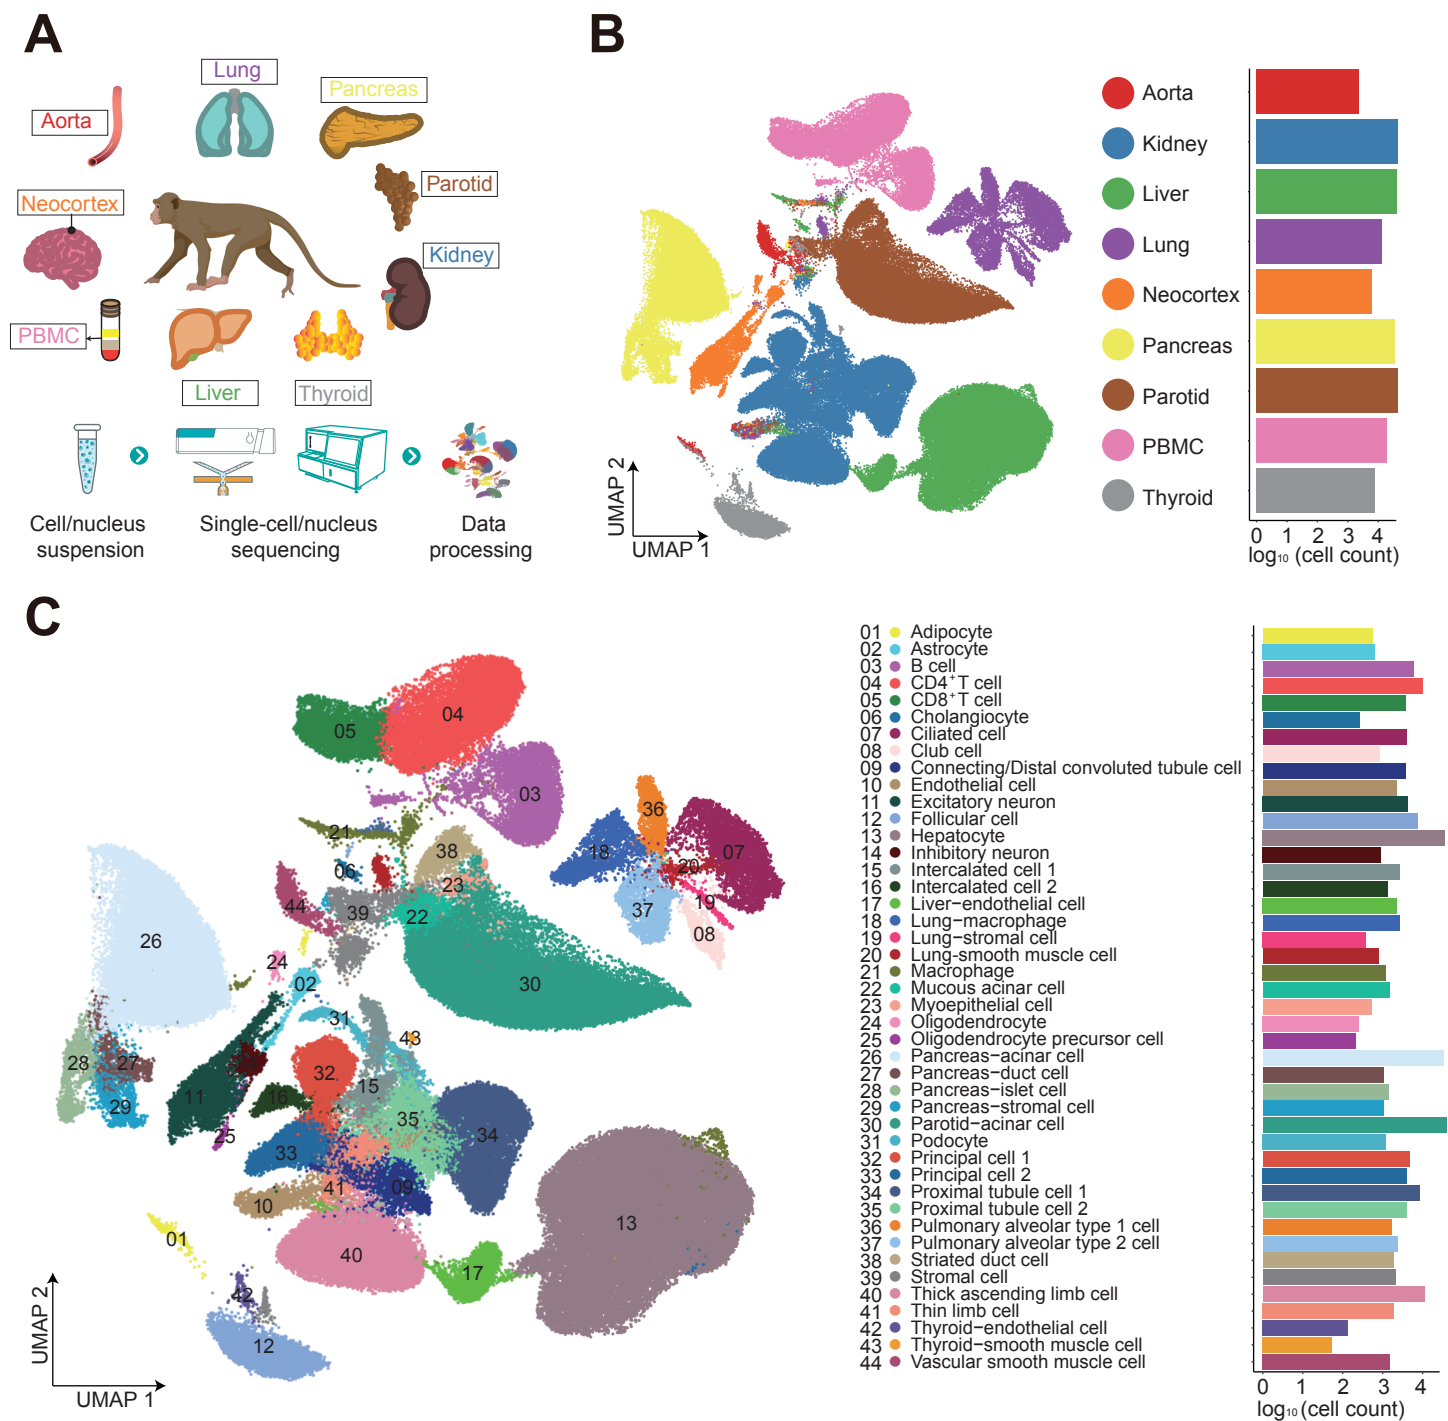 A
Lung
Pancreas
Aorta
Parotid
Neocortex
Kidney
PBMC
Liver
Thyroid
Cell/nucleus
suspension
Single-cell/nucleus
sequencing
Data
processing
B
UMAP 2
UMAP 1
Aorta
Kidney
Liver
Lung
Neocortex
Pancreas
Parotid
PBMC
Thyroid
0 1 2 3 4
log₁₀ (cell count)
C
04
05
03
36
21
18
07
38
20
06
23
44
39
22
37
19
08
26
30
24
02
31
43
28
27
32
15
11
16
29
35
34
25
33
09
41
10
13
01
40
17
42
12
UMAP 2
UMAP 1
01 Adipocyte
02 Astrocyte
03 B cell
04 CD4⁺T cell
05 CD8⁺T cell
06 Cholangiocyte
07 Ciliated cell
08 Club cell
09 Connecting/Distal convoluted tubule cell
10 Endothelial cell
11 Excitatory neuron
12 Follicular cell
13 Hepatocyte
14 Inhibitory neuron
15 Intercalated cell 1
16 Intercalated cell 2
17 Liver−endothelial cell
18 Lung−macrophage
19 Lung−stromal cell
20 Lung-smooth muscle cell
21 Macrophage
22 Mucous acinar cell
23 Myoepithelial cell
24 Oligodendrocyte
25 Oligodendrocyte precursor cell
26 Pancreas−acinar cell
27 Pancreas−duct cell
28 Pancreas−islet cell
29 Pancreas−stromal cell
30 Parotid−acinar cell
31 Podocyte
32 Principal cell 1
33 Principal cell 2
34 Proximal tubule cell 1
35 Proximal tubule cell 2
36 Pulmonary alveolar type 1 cell
37 Pulmonary alveolar type 2 cell
38 Striated duct cell
39 Stromal cell
40 Thick ascending limb cell
41 Thin limb cell
42 Thyroid−endothelial cell
43 Thyroid−smooth muscle cell
44 Vascular smooth muscle cell
0 1 2 3 4
log₁₀ (cell count)